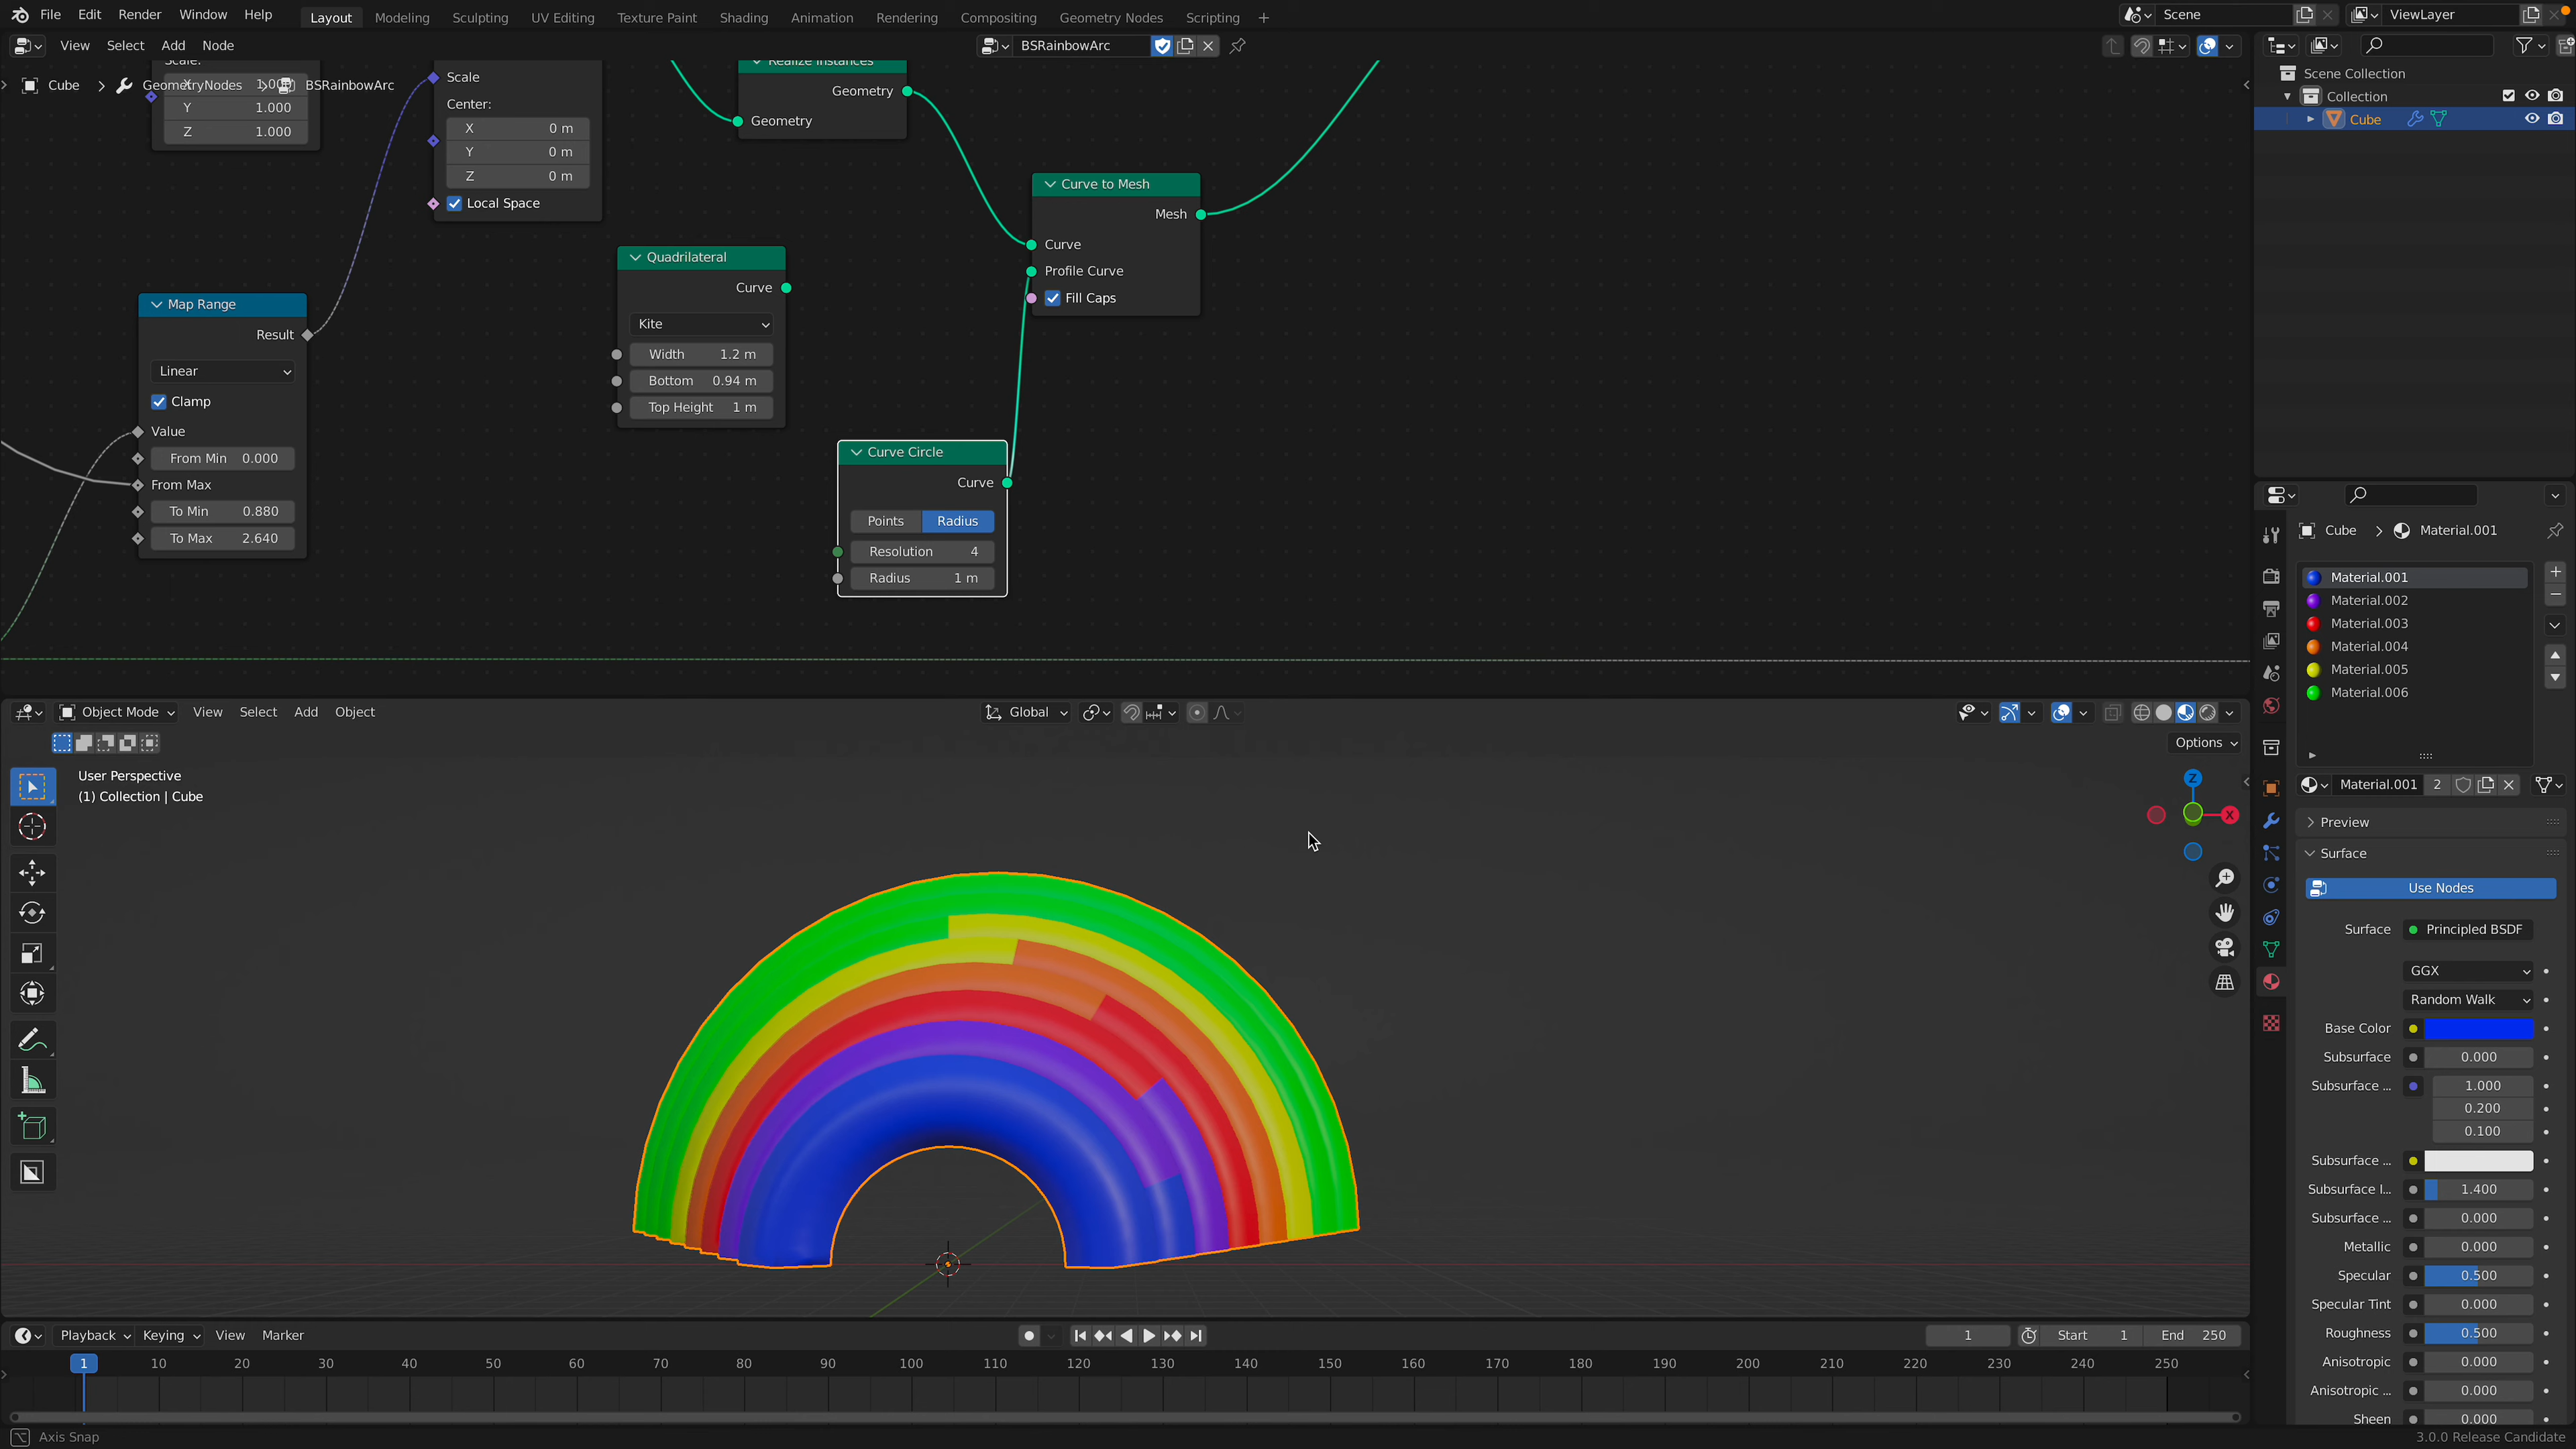 File Edit Render Window Help Layout Modeling Sculpting UV Editing Texture Paint Shading Animation Rendering Compositing Geometry Nodes Scripting + Scene ViewLayer
View Select Add Node BSRainbowArc
Cube > GeometryNodes > BSRainbowArc
Scale:
X 1.000
Y 1.000
Z 1.000
Scale
Center:
X 0 m
Y 0 m
Z 0 m
Local Space
Realize Instances
Geometry
Geometry
Curve to Mesh
Mesh
Curve
Profile Curve
Fill Caps
Quadrilateral
Curve
Kite
Width 1.2 m
Bottom 0.94 m
Top Height 1 m
Map Range
Result
Linear
Clamp
Value
From Min 0.000
From Max
To Min 0.880
To Max 2.640
Curve Circle
Curve
Points Radius
Resolution 4
Radius 1 m
Scene Collection
Collection
Cube
Cube > Material.001
Material.001
Material.002
Material.003
Material.004
Material.005
Material.006
Material.001 2
Preview
Surface
Use Nodes
Surface Principled BSDF
GGX
Random Walk
Base Color
Subsurface 0.000
Subsurface ... 1.000
0.200
0.100
Subsurface ...
Subsurface I... 1.400
Subsurface ... 0.000
Metallic 0.000
Specular 0.500
Specular Tint 0.000
Roughness 0.500
Anisotropic 0.000
Anisotropic ... 0.000
Sheen 0.000
Object Mode View Select Add Object Global
Options
User Perspective
(1) Collection | Cube
Z
X
Playback Keying View Marker 1 Start 1 End 250
1 10 20 30 40 50 60 70 80 90 100 110 120 130 140 150 160 170 180 190 200 210 220 230 240 250
Axis Snap
3.0.0 Release Candidate